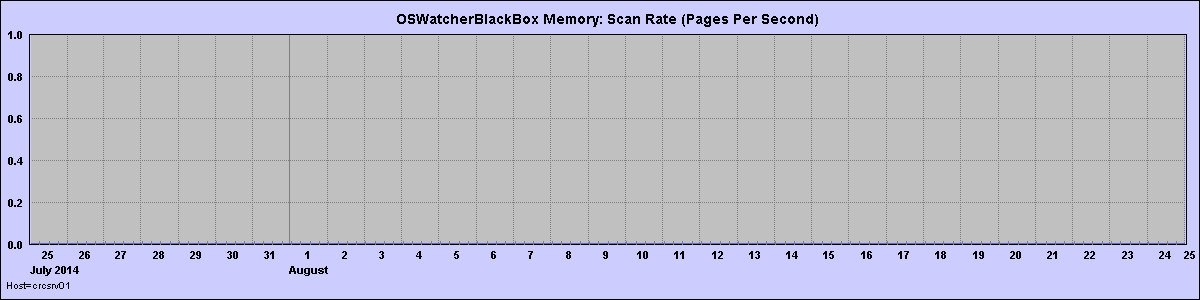 OSWatcherBlackBox Memory: Scan Rate (Pages Per Second)
1.0
0.8
0.6
0.4
0.2
0.0
25 26 27 28 29 30 31 1 2 3 4 5 6 7 8 9 10 11 12 13 14 15 16 17 18 19 20 21 22 23 24 25
July 2014 August
Host=crcsrv01